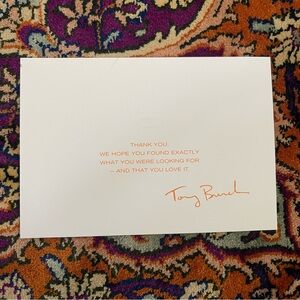 THANK YOU
WE HOPE YOU FOUND EXACTLY
WHAT YOU WERE LOOKING FOR
– AND THAT YOU LOVE IT
Tory Burch